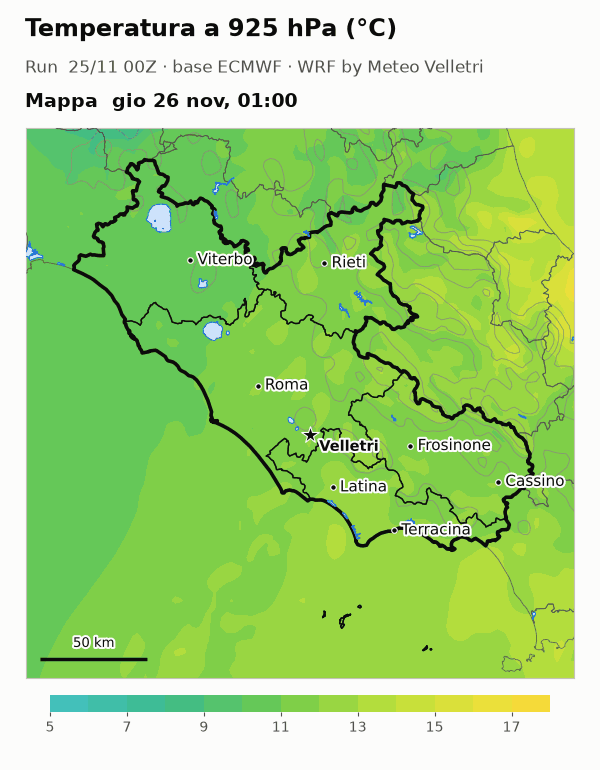 Temperatura a 925 hPa (°C)
Run  25/11 00Z · base ECMWF · WRF by Meteo Velletri
Mappa  gio 26 nov, 01:00
Viterbo
Rieti
Roma
Velletri
Frosinone
Cassino
Latina
Terracina
50 km
5 7 9 11 13 15 17